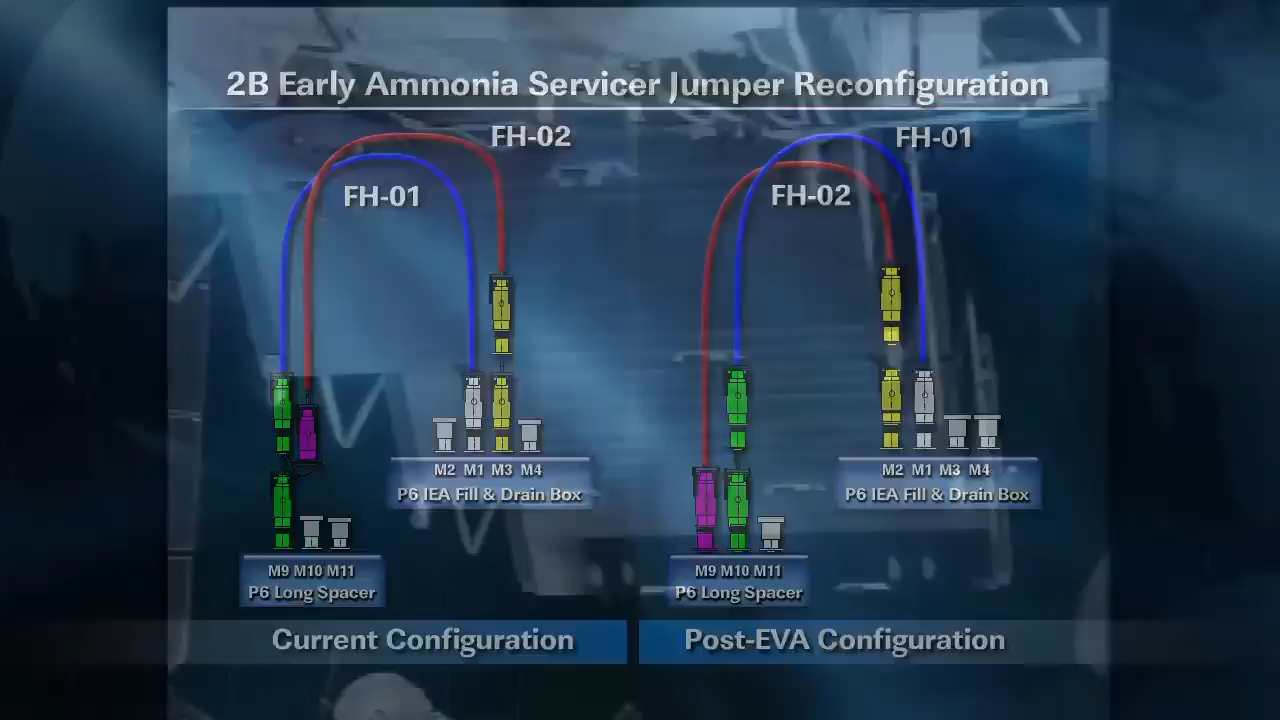 2B Early Ammonia Servicer Jumper Reconfiguration
FH-02
FH-01
M2 M1 M3 M4
P6 IEA Fill & Drain Box
M9 M10 M11
P6 Long Spacer
Current Configuration
FH-01
FH-02
M2 M1 M3 M4
P6 IEA Fill & Drain Box
M9 M10 M11
P6 Long Spacer
Post-EVA Configuration